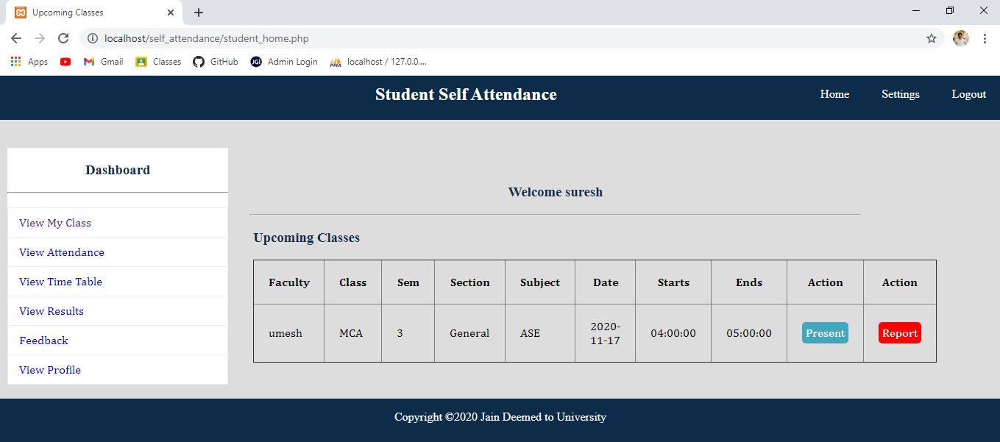 Upcoming Classes
localhost/self_attendance/student_home.php
Apps Gmail Classes GitHub JGI Admin Login PMA localhost / 127.0.0....
Student Self Attendance
Home Settings Logout
Dashboard
View My Class
View Attendance
View Time Table
View Results
Feedback
View Profile
Welcome suresh
Upcoming Classes
Faculty Class Sem Section Subject Date Starts Ends Action Action
umesh MCA 3 General ASE 2020-
11-17 04:00:00 05:00:00 Present Report
Copyright ©2020 Jain Deemed to University